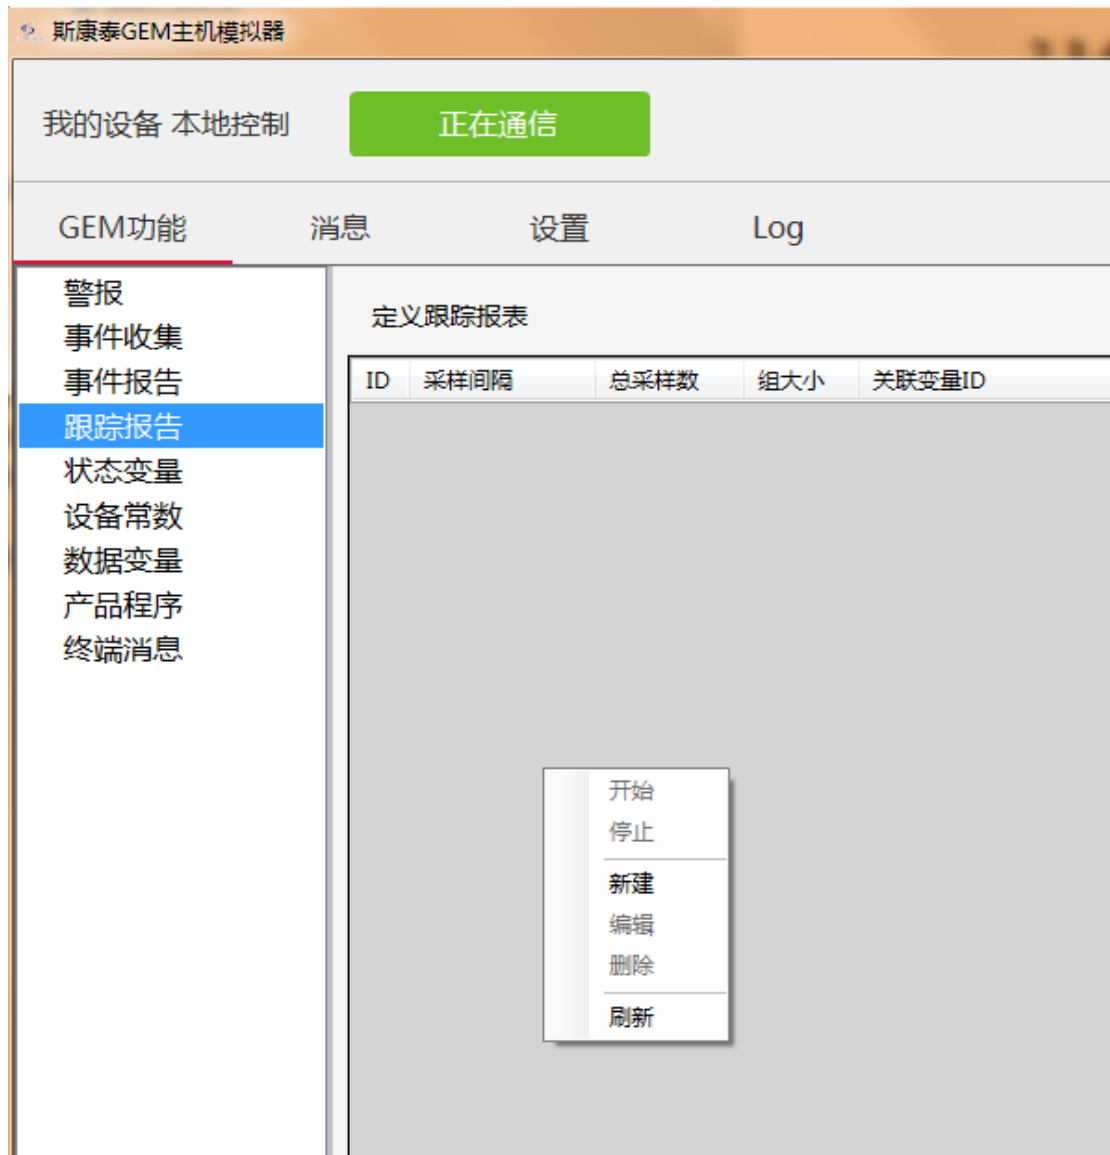 斯康泰GEM主机模拟器
我的设备 本地控制 正在通信
GEM功能 消息 设置 Log
警报
事件收集
事件报告
跟踪报告
状态变量
设备常数
数据变量
产品程序
终端消息
定义跟踪报表
ID 采样间隔 总采样数 组大小 关联变量ID
开始
停止
新建
编辑
删除
刷新